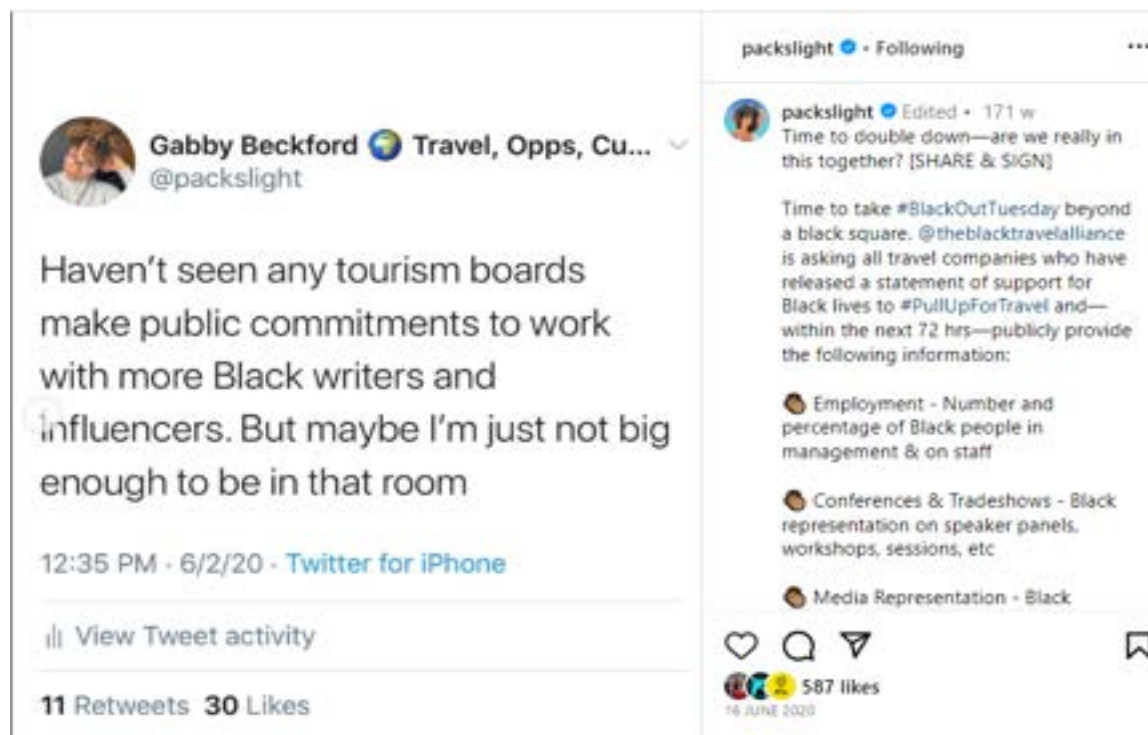 Gabby Beckford 🌍 Travel, Opps, Cu...
@packslight
Haven't seen any tourism boards
make public commitments to work
with more Black writers and
influencers. But maybe I'm just not big
enough to be in that room
12:35 PM · 6/2/20 · Twitter for iPhone
View Tweet activity
11 Retweets 30 Likes
packslight • Following
packslight Edited • 171 w
Time to double down—are we really in
this together? [SHARE & SIGN]
Time to take #BlackOutTuesday beyond
a black square. @theblacktravelalliance
is asking all travel companies who have
released a statement of support for
Black lives to #PullUpForTravel and—
within the next 72 hrs—publicly provide
the following information:
Employment - Number and
percentage of Black people in
management & on staff
Conferences & Tradeshows - Black
representation on speaker panels,
workshops, sessions, etc
Media Representation - Black
587 likes
16 JUNE 2020